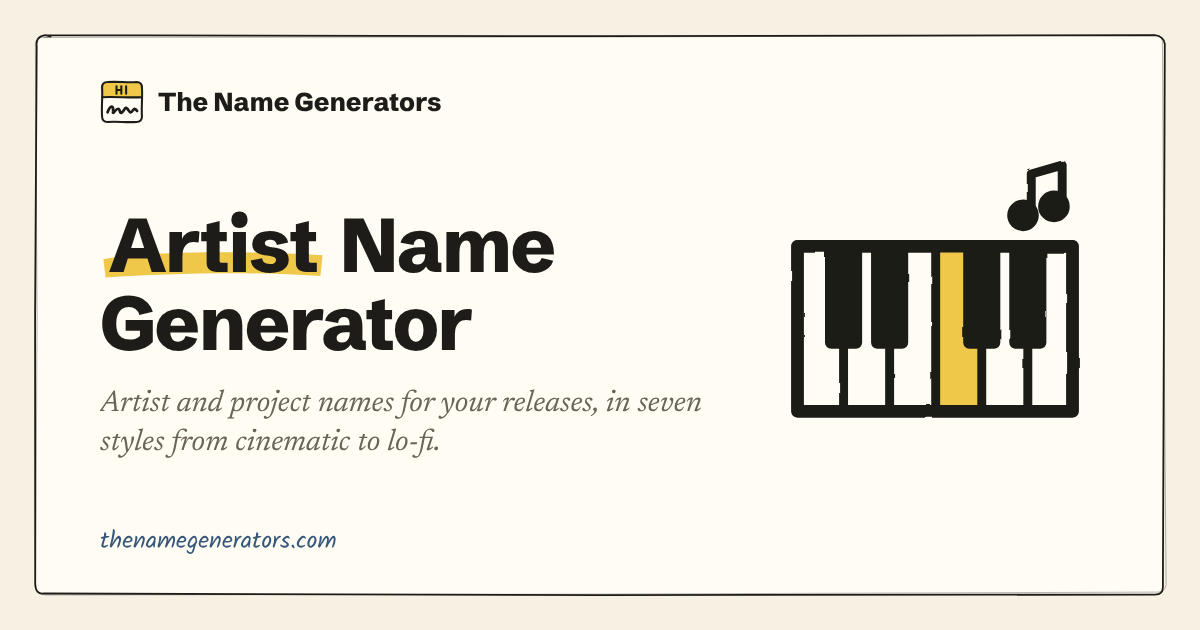 HI
The Name Generators
Artist Name
Generator
Artist and project names for your releases, in seven
styles from cinematic to lo-fi.
thenamegenerators.com